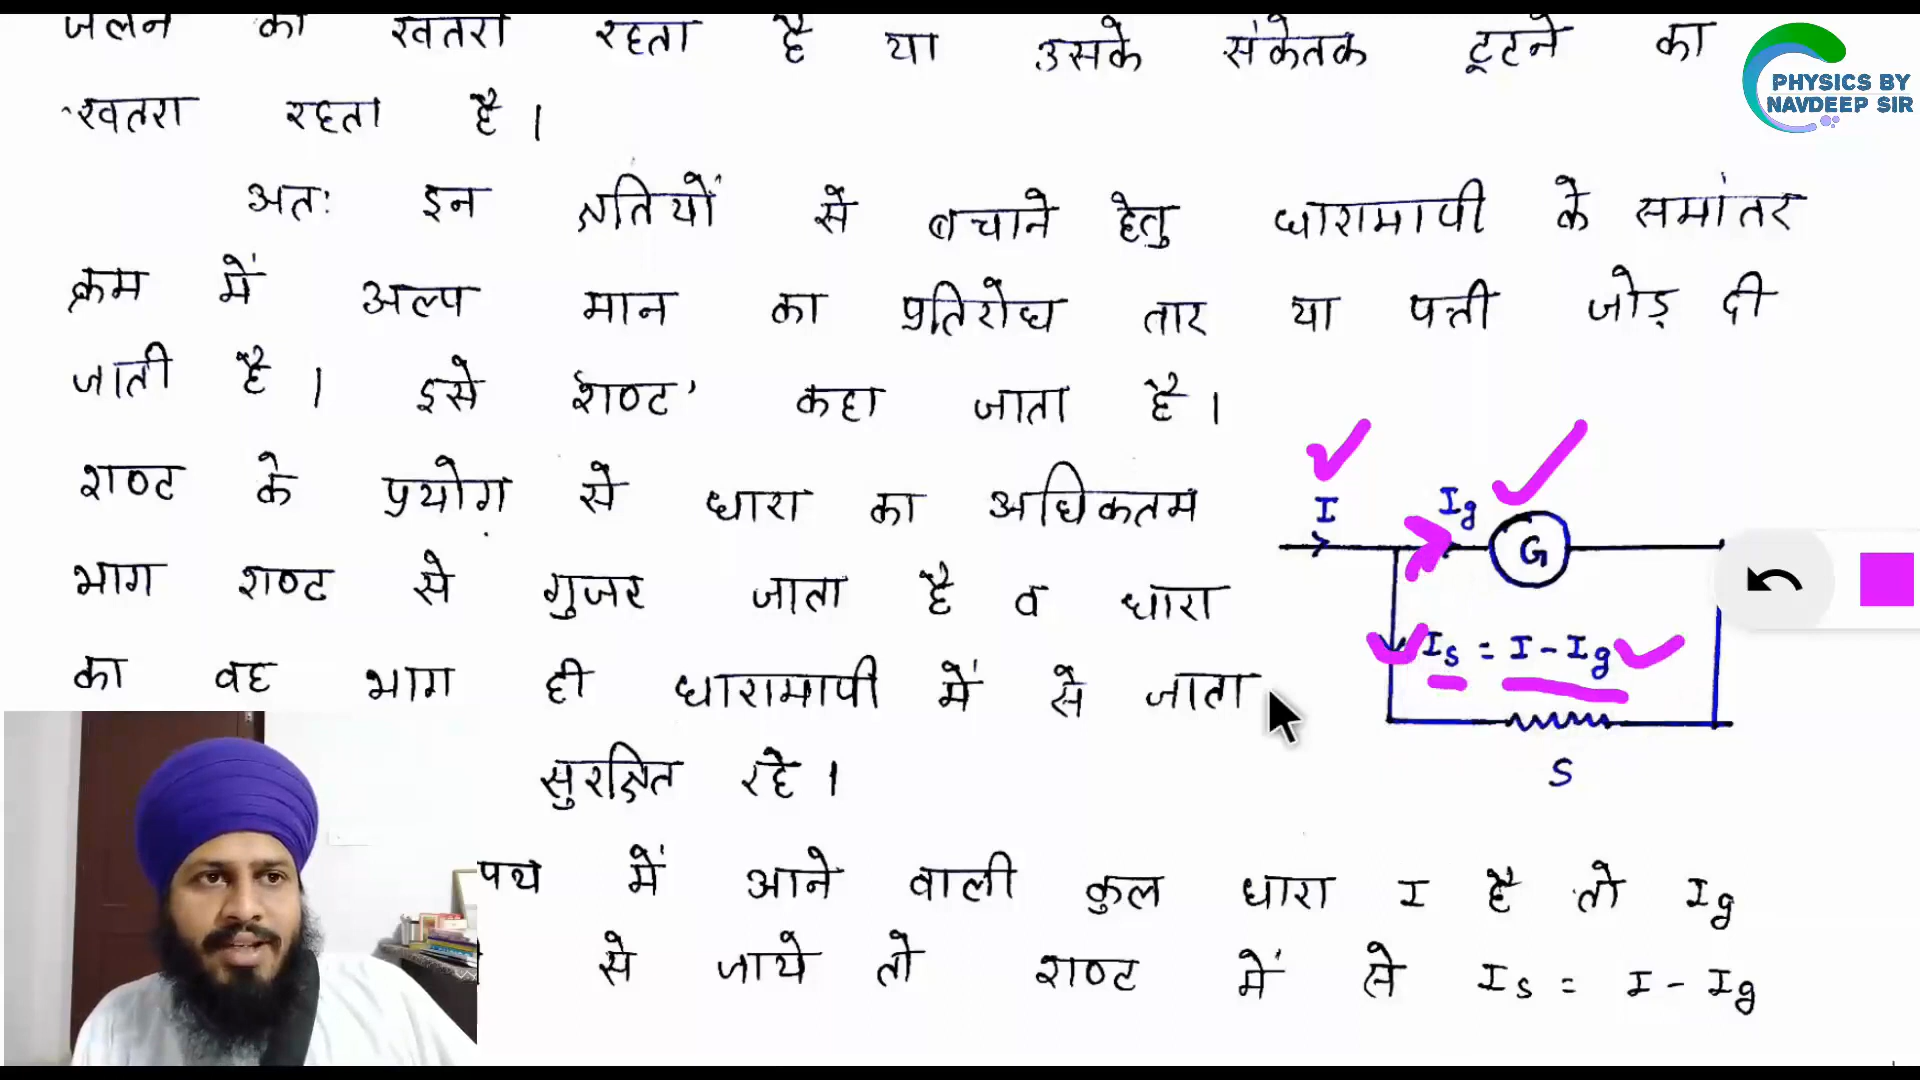 जलने का खतरा रहता है या उसके संकेतक टूटने का
खतरा रहता है।
PHYSICS BY
NAVDEEP SIR
अतः इन क्षतियों से बचाने हेतु धारामापी के समांतर
क्रम में अल्प मान का प्रतिरोध तार या पत्ती जोड़ दी
जाती है। इसे 'शण्ट' कहा जाता है।
शण्ट के प्रयोग से धारा का अधिकतम
भाग शण्ट से गुजर जाता है व धारा
का वह भाग ही धारामापी में से जाता
सुरक्षित रहे।
पथ में आने वाली कुल धारा I है तो Ig
से जाये तो शण्ट में से Is = I - Ig
I
Ig
G
Is = I - Ig
S